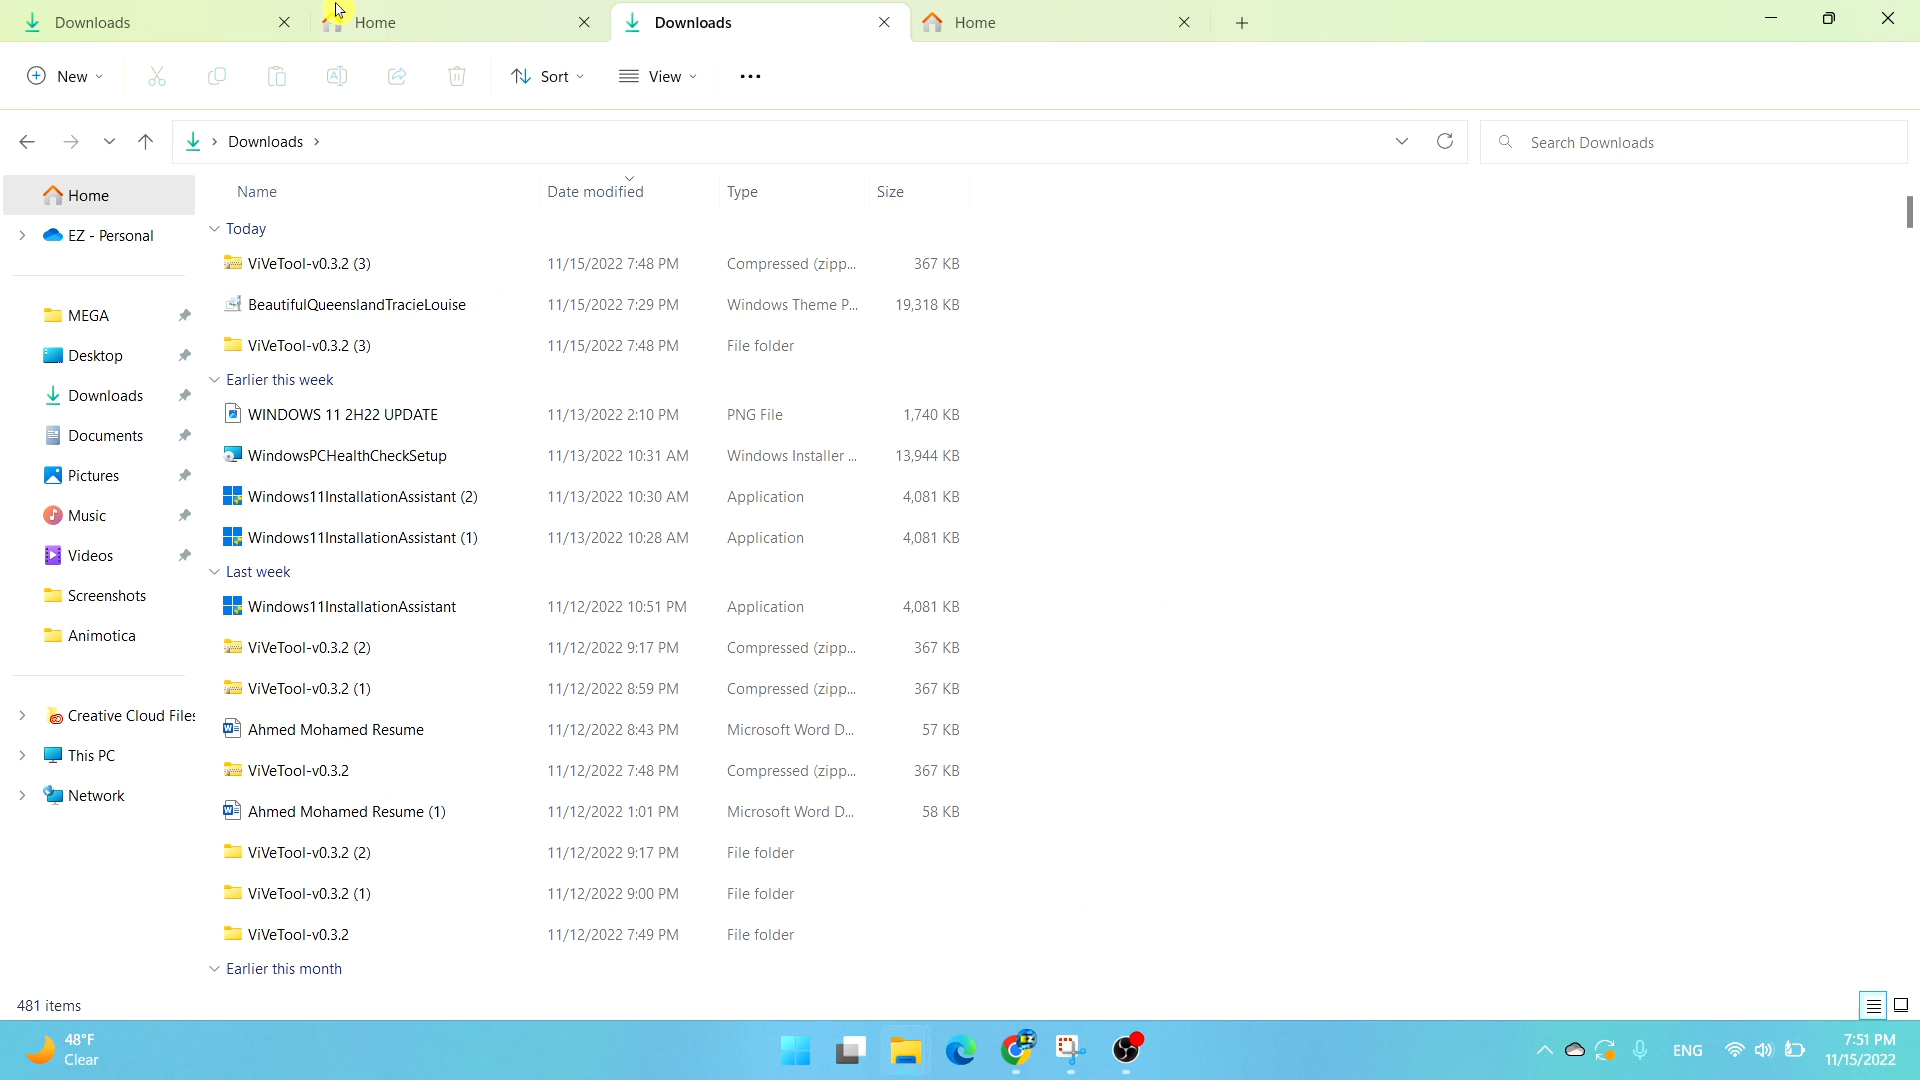 Downloads
Home
Downloads
Home
New
Sort
View
Downloads
Search Downloads
Home
EZ - Personal
MEGA
Desktop
Downloads
Documents
Pictures
Music
Videos
Screenshots
Animotica
Creative Cloud Files
This PC
Network
Name Date modified Type Size
Today
ViVeTool-v0.3.2 (3) 11/15/2022 7:48 PM Compressed (zipp... 367 KB
BeautifulQueenslandTracieLouise 11/15/2022 7:29 PM Windows Theme P... 19,318 KB
ViVeTool-v0.3.2 (3) 11/15/2022 7:48 PM File folder
Earlier this week
WINDOWS 11 2H22 UPDATE 11/13/2022 2:10 PM PNG File 1,740 KB
WindowsPCHealthCheckSetup 11/13/2022 10:31 AM Windows Installer ... 13,944 KB
Windows11InstallationAssistant (2) 11/13/2022 10:30 AM Application 4,081 KB
Windows11InstallationAssistant (1) 11/13/2022 10:28 AM Application 4,081 KB
Last week
Windows11InstallationAssistant 11/12/2022 10:51 PM Application 4,081 KB
ViVeTool-v0.3.2 (2) 11/12/2022 9:17 PM Compressed (zipp... 367 KB
ViVeTool-v0.3.2 (1) 11/12/2022 8:59 PM Compressed (zipp... 367 KB
Ahmed Mohamed Resume 11/12/2022 8:43 PM Microsoft Word D... 57 KB
ViVeTool-v0.3.2 11/12/2022 7:48 PM Compressed (zipp... 367 KB
Ahmed Mohamed Resume (1) 11/12/2022 1:01 PM Microsoft Word D... 58 KB
ViVeTool-v0.3.2 (2) 11/12/2022 9:17 PM File folder
ViVeTool-v0.3.2 (1) 11/12/2022 9:00 PM File folder
ViVeTool-v0.3.2 11/12/2022 7:49 PM File folder
Earlier this month
481 items
48°F
Clear
ENG
7:51 PM
11/15/2022